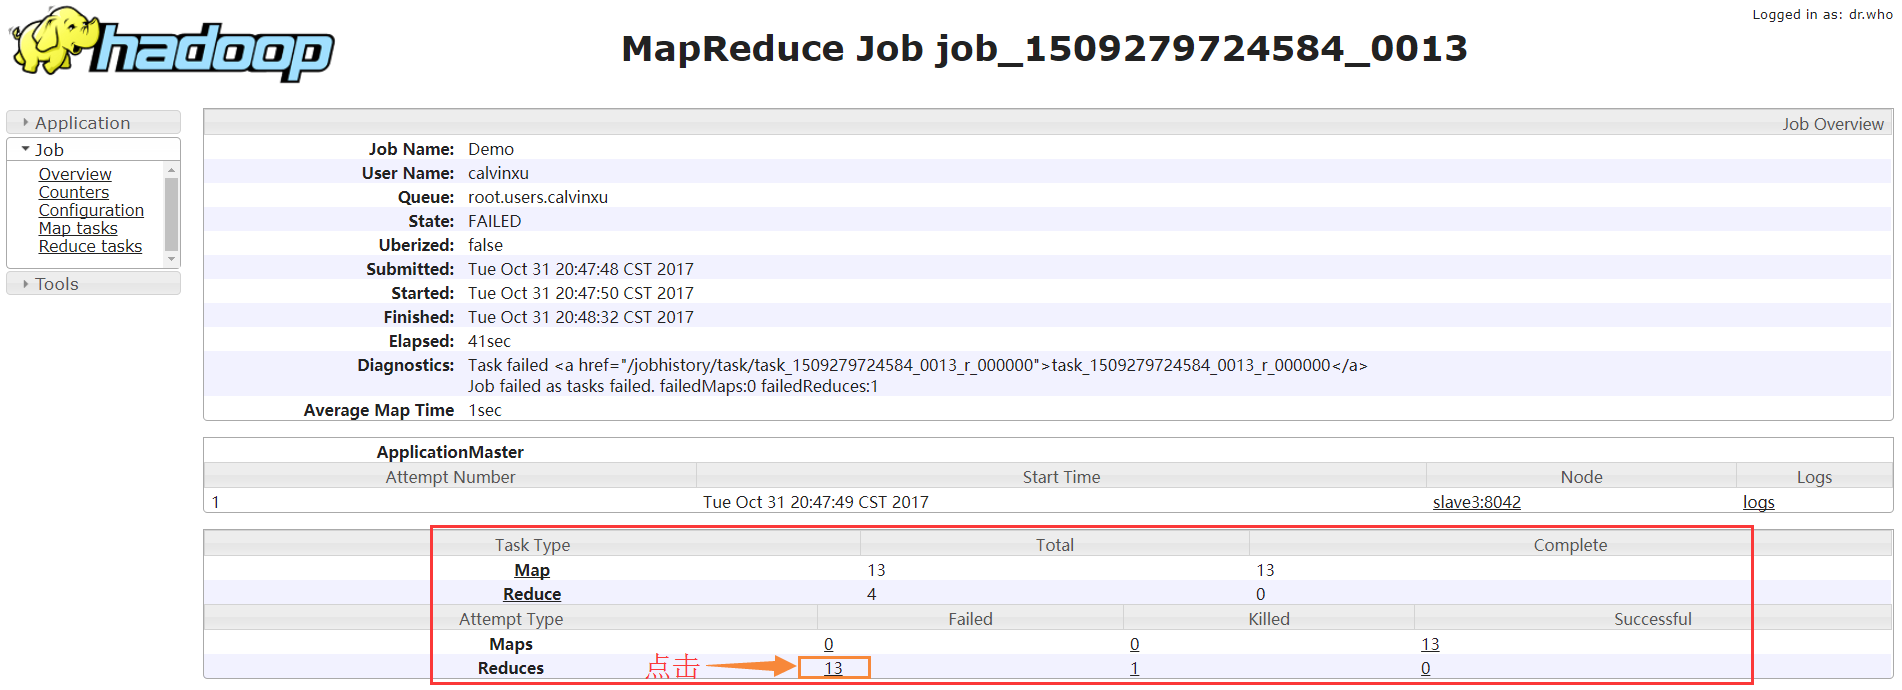 Logged in as: dr.who
hadoop
MapReduce Job job_1509279724584_0013
Application
Job
Overview
Counters
Configuration
Map tasks
Reduce tasks
Tools
Job Overview
Job Name: Demo
User Name: calvinxu
Queue: root.users.calvinxu
State: FAILED
Uberized: false
Submitted: Tue Oct 31 20:47:48 CST 2017
Started: Tue Oct 31 20:47:50 CST 2017
Finished: Tue Oct 31 20:48:32 CST 2017
Elapsed: 41sec
Diagnostics: Task failed <a href="/jobhistory/task/task_1509279724584_0013_r_000000">task_1509279724584_0013_r_000000</a>
Job failed as tasks failed. failedMaps:0 failedReduces:1
Average Map Time 1sec
ApplicationMaster
Attempt Number Start Time Node Logs
1 Tue Oct 31 20:47:49 CST 2017 slave3:8042 logs
Task Type Total Complete
Map 13 13
Reduce 4 0
Attempt Type Failed Killed Successful
Maps 0 0 13
Reduces 点击 13 1 0